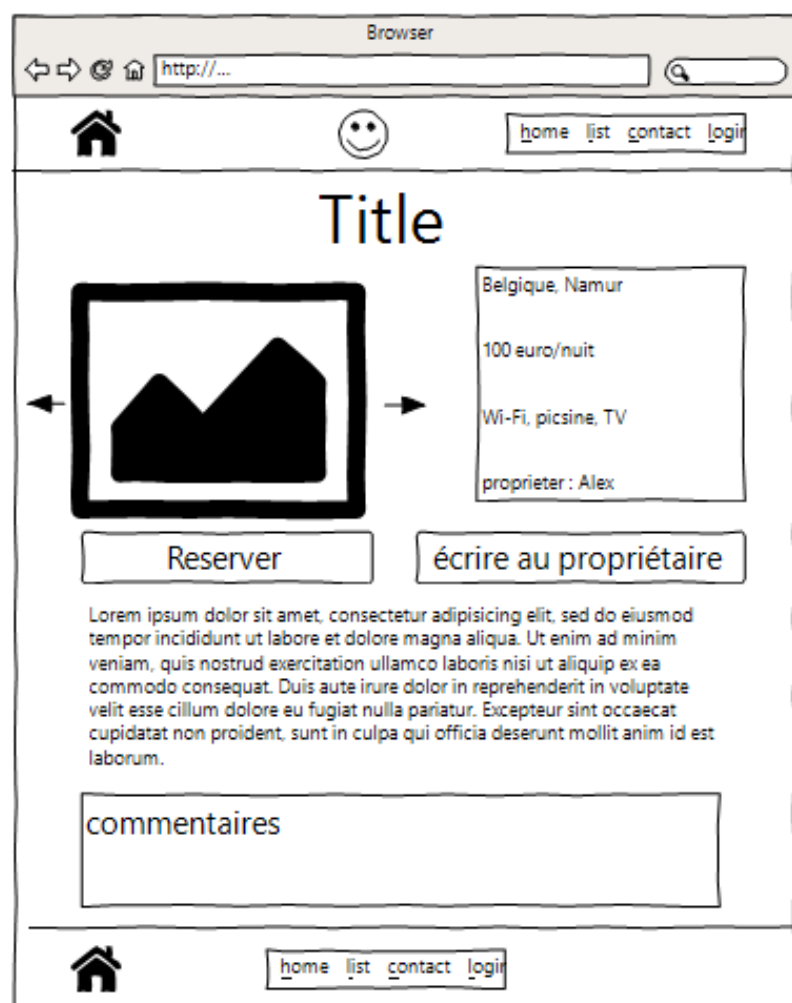 Browser
http://...
home list contact login
Title
Belgique, Namur
100 euro/nuit
Wi-Fi, picsine, TV
proprieter : Alex
Reserver
écrire au propriétaire
Lorem ipsum dolor sit amet, consectetur adipisicing elit, sed do eiusmod
tempor incididunt ut labore et dolore magna aliqua. Ut enim ad minim
veniam, quis nostrud exercitation ullamco laboris nisi ut aliquip ex ea
commodo consequat. Duis aute irure dolor in reprehenderit in voluptate
velit esse cillum dolore eu fugiat nulla pariatur. Excepteur sint occaecat
cupidatat non proident, sunt in culpa qui officia deserunt mollit anim id est
laborum.
commentaires
home list contact login